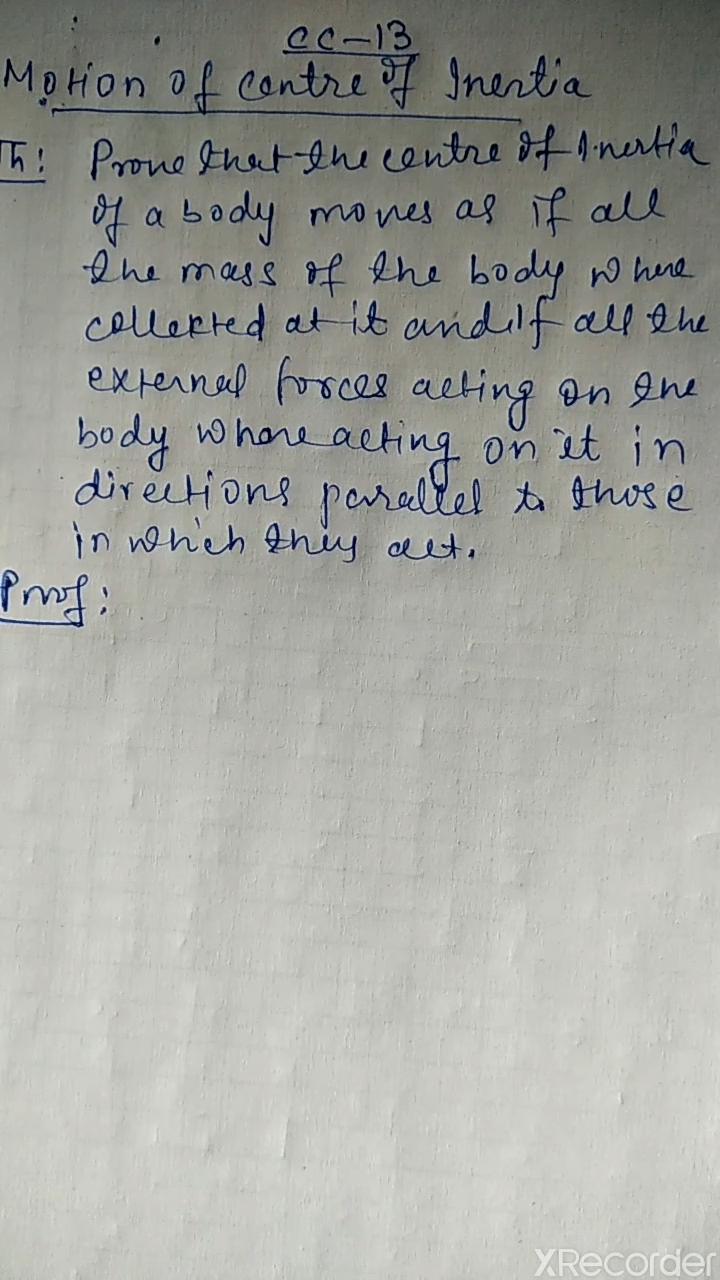 CC-13
Motion of centre of Inertia
Th: Prove that the centre of Inertia
of a body moves as if all
the mass of the body where
collected at it and if all the
external forces acting on the
body where acting on it in
directions parallel to those
in which they act.
Proof:
XRecorder